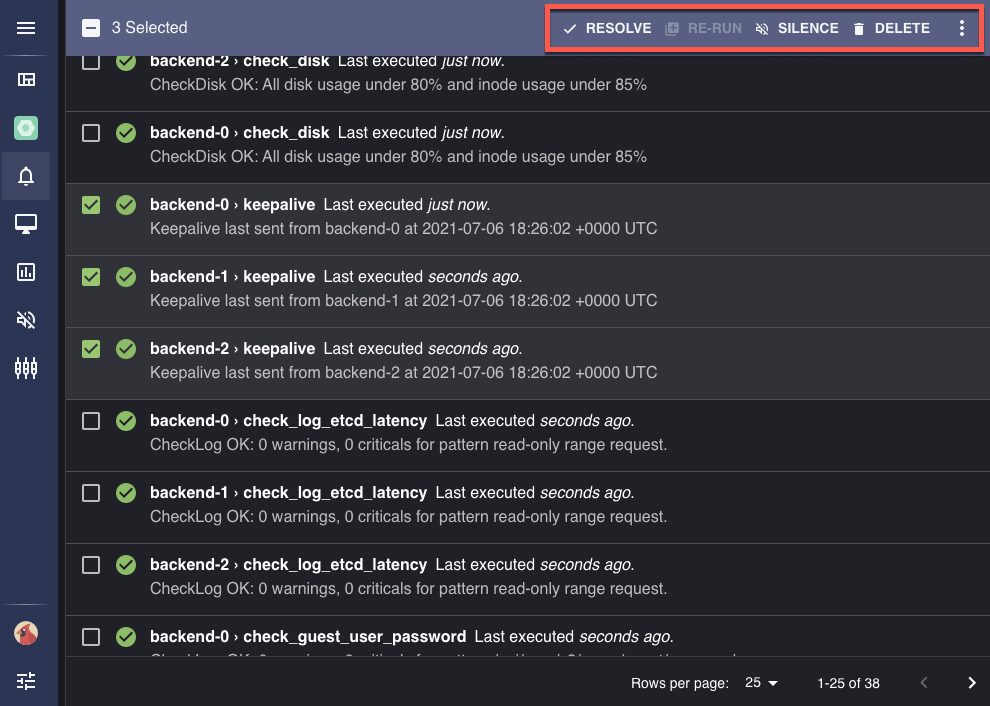 3 Selected
RESOLVE RE-RUN SILENCE DELETE
backend-2 › check_disk Last executed just now.
CheckDisk OK: All disk usage under 80% and inode usage under 85%
backend-0 › check_disk Last executed just now.
CheckDisk OK: All disk usage under 80% and inode usage under 85%
backend-0 › keepalive Last executed just now.
Keepalive last sent from backend-0 at 2021-07-06 18:26:02 +0000 UTC
backend-1 › keepalive Last executed seconds ago.
Keepalive last sent from backend-1 at 2021-07-06 18:26:02 +0000 UTC
backend-2 › keepalive Last executed seconds ago.
Keepalive last sent from backend-2 at 2021-07-06 18:26:02 +0000 UTC
backend-0 › check_log_etcd_latency Last executed seconds ago.
CheckLog OK: 0 warnings, 0 criticals for pattern read-only range request.
backend-1 › check_log_etcd_latency Last executed seconds ago.
CheckLog OK: 0 warnings, 0 criticals for pattern read-only range request.
backend-2 › check_log_etcd_latency Last executed seconds ago.
CheckLog OK: 0 warnings, 0 criticals for pattern read-only range request.
backend-0 › check_guest_user_password Last executed seconds ago.
Rows per page: 25 1-25 of 38